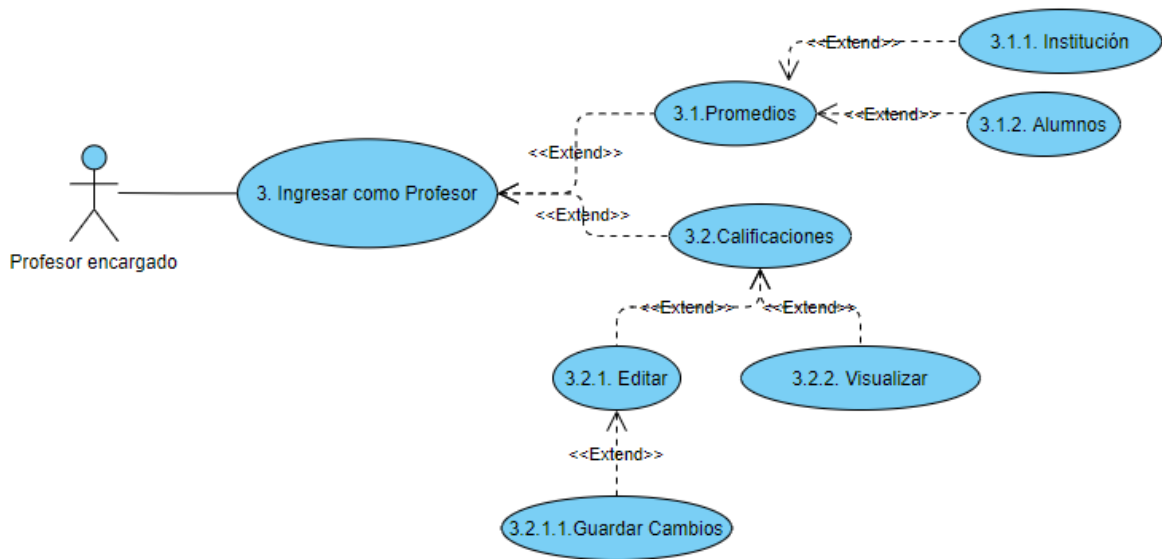 <<Extend>>
3.1.1. Institución
3.1.Promedios
<<Extend>>
3.1.2. Alumnos
<<Extend>>
3. Ingresar como Profesor
<<Extend>>
3.2.Calificaciones
Profesor encargado
<<Extend>>
<<Extend>>
3.2.1. Editar
3.2.2. Visualizar
<<Extend>>
3.2.1.1.Guardar Cambios